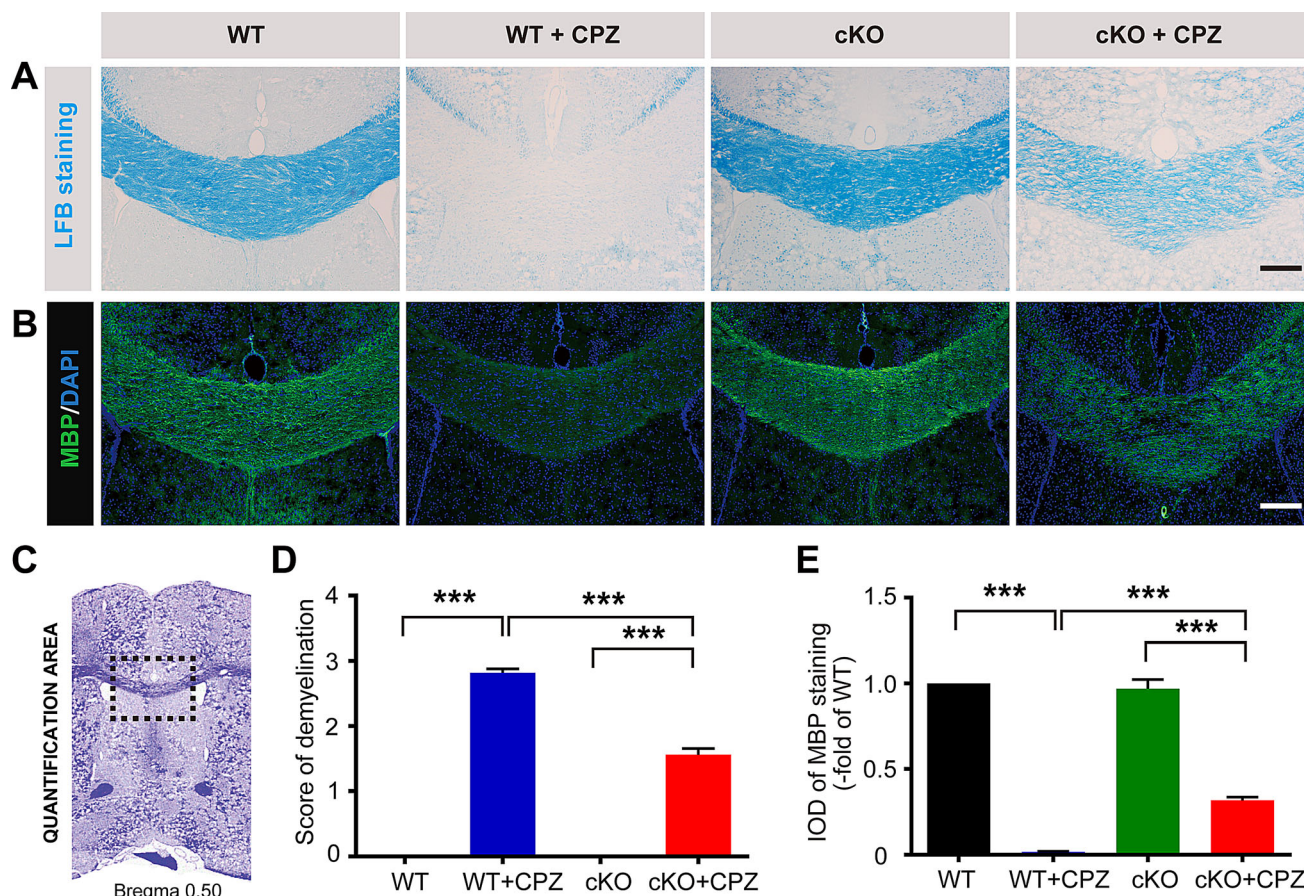 WT
WT + CPZ
cKO
cKO + CPZ
A
LFB staining
B
MBP/DAPI
C
QUANTIFICATION AREA
Bregma 0.50
D
Score of demyelination
4
3
2
1
0
***
***
***
WT
WT+CPZ
cKO
cKO+CPZ
E
IOD of MBP staining
(-fold of WT)
1.5
1.0
0.5
0
***
***
***
WT
WT+CPZ
cKO
cKO+CPZ